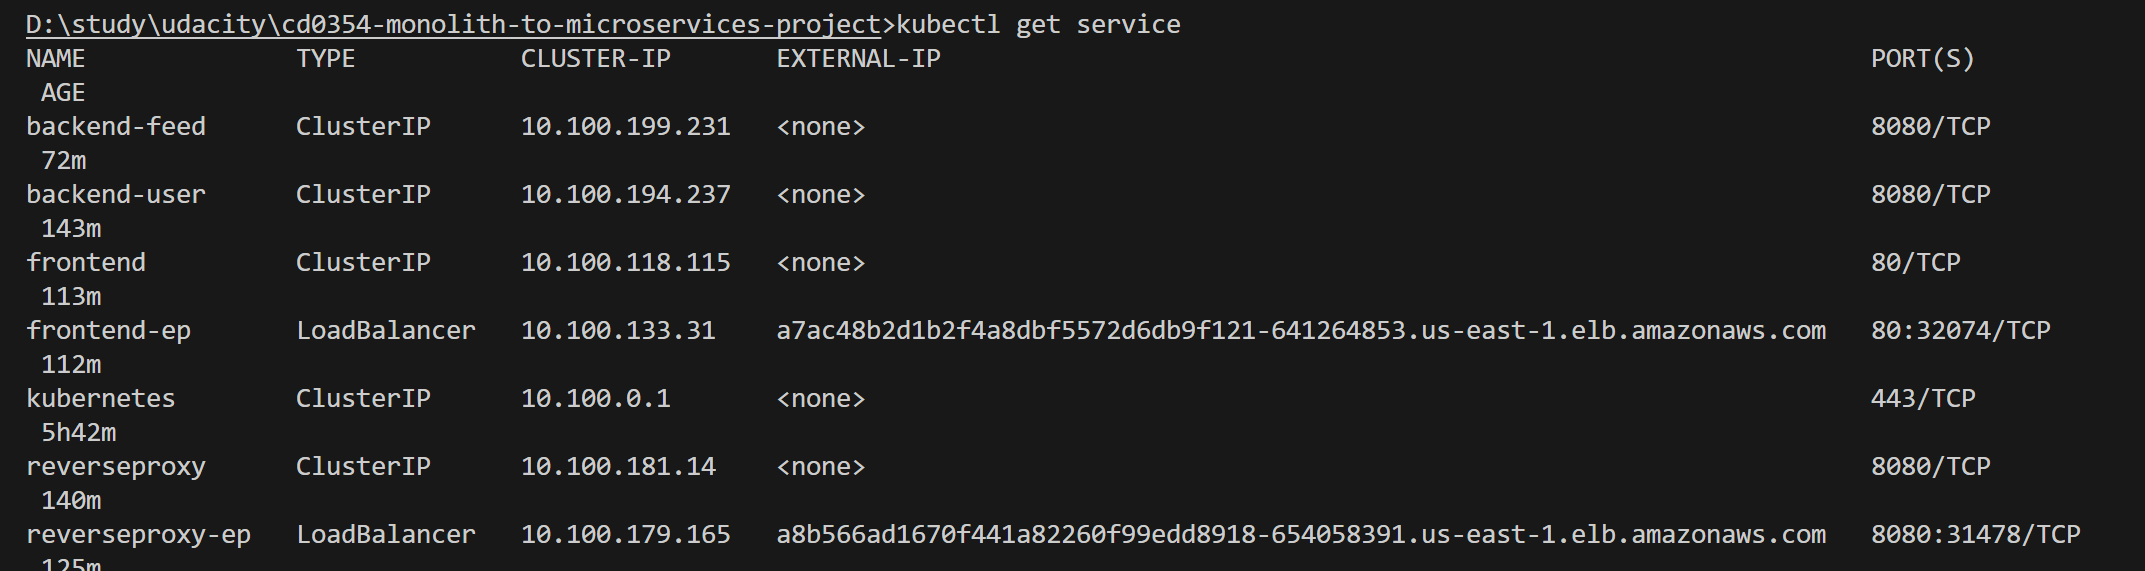 D:\study\udacity\cd0354-monolith-to-microservices-project>kubectl get service
NAME TYPE CLUSTER-IP EXTERNAL-IP PORT(S)
AGE
backend-feed ClusterIP 10.100.199.231 <none> 8080/TCP
72m
backend-user ClusterIP 10.100.194.237 <none> 8080/TCP
143m
frontend ClusterIP 10.100.118.115 <none> 80/TCP
113m
frontend-ep LoadBalancer 10.100.133.31 a7ac48b2d1b2f4a8dbf5572d6db9f121-641264853.us-east-1.elb.amazonaws.com 80:32074/TCP
112m
kubernetes ClusterIP 10.100.0.1 <none> 443/TCP
5h42m
reverseproxy ClusterIP 10.100.181.14 <none> 8080/TCP
140m
reverseproxy-ep LoadBalancer 10.100.179.165 a8b566ad1670f441a82260f99edd8918-654058391.us-east-1.elb.amazonaws.com 8080:31478/TCP
125m